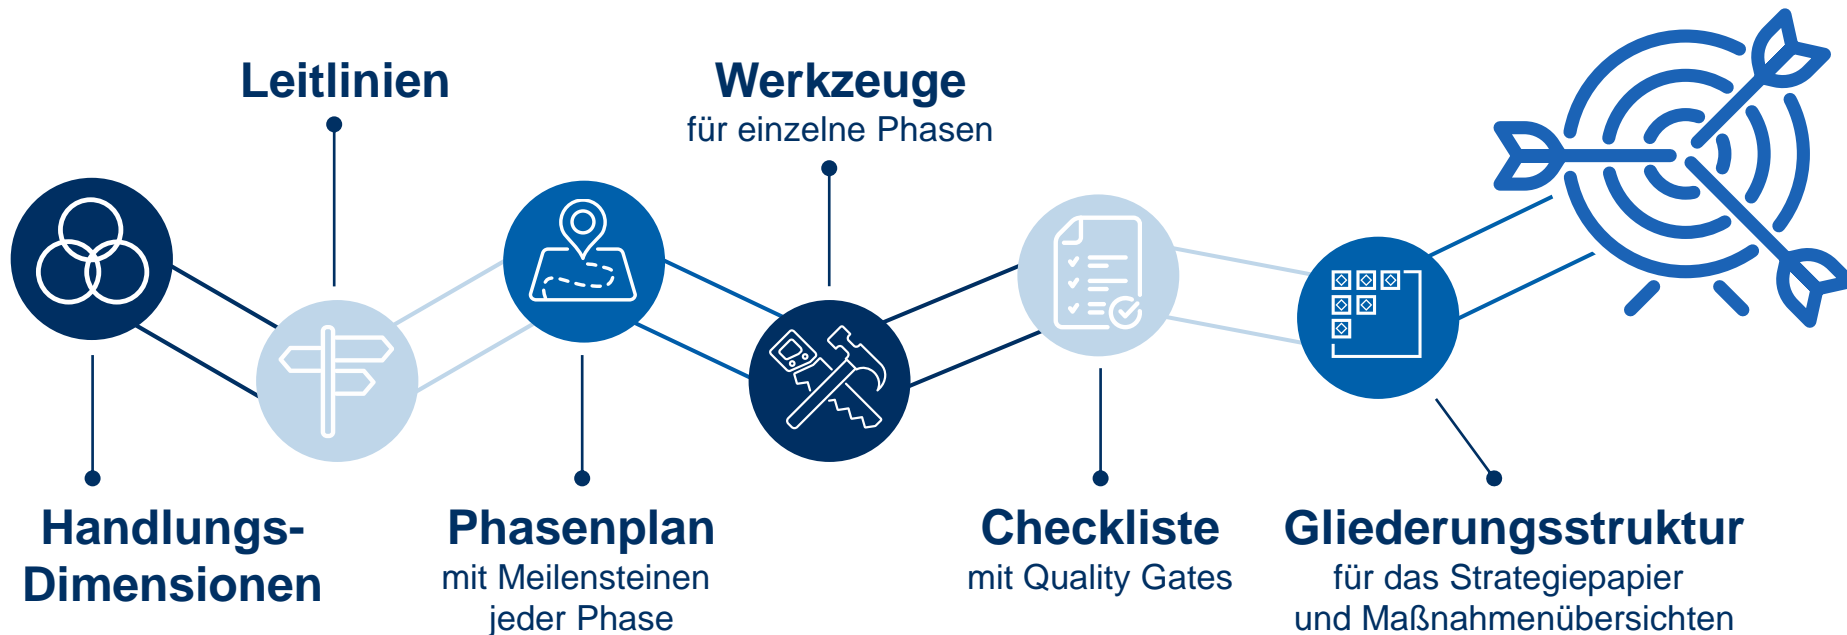 Leitlinien
Werkzeuge
für einzelne Phasen
Handlungs-
Dimensionen
Phasenplan
mit Meilensteinen
jeder Phase
Checkliste
mit Quality Gates
Gliederungsstruktur
für das Strategiepapier
und Maßnahmenübersichten